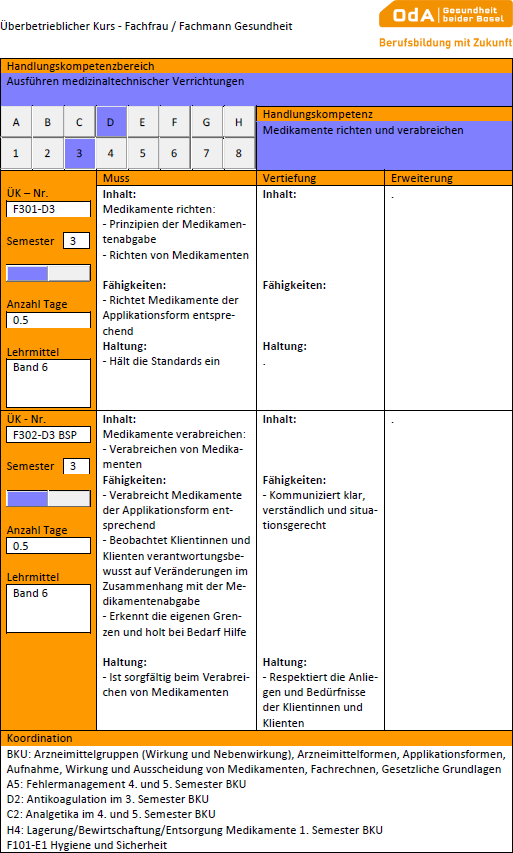 Überbetrieblicher Kurs - Fachfrau / Fachmann Gesundheit
OdA Gesundheit
beider Basel
Berufsbildung mit Zukunft
Handlungskompetenzbereich
Ausführen medizinaltechnischer Verrichtungen
A B C D E F G H
1 2 3 4 5 6 7 8
Handlungskompetenz
Medikamente richten und verabreichen
Muss Vertiefung Erweiterung
ÜK – Nr.
F301-D3
Semester 3
Anzahl Tage
0.5
Lehrmittel
Band 6
Inhalt:
Medikamente richten:
- Prinzipien der Medikamen-
tenabgabe
- Richten von Medikamenten
Fähigkeiten:
- Richtet Medikamente der
Applikationsform entspre-
chend
Haltung:
- Hält die Standards ein
Inhalt:
Fähigkeiten:
Haltung:
.
.
ÜK - Nr.
F302-D3 BSP
Semester 3
Anzahl Tage
0.5
Lehrmittel
Band 6
Inhalt:
Medikamente verabreichen:
- Verabreichen von Medika-
menten
Fähigkeiten:
- Verabreicht Medikamente
der Applikationsform ent-
sprechend
- Beobachtet Klientinnen und
Klienten verantwortungsbe-
wusst auf Veränderungen im
Zusammenhang mit der Me-
dikamentenabgabe
- Erkennt die eigenen Gren-
zen und holt bei Bedarf Hilfe
Haltung:
- Ist sorgfältig beim Verabrei-
chen von Medikamenten
Inhalt:
Fähigkeiten:
- Kommuniziert klar,
verständlich und situa-
tionsgerecht
Haltung:
- Respektiert die Anlie-
gen und Bedürfnisse
der Klientinnen und
Klienten
.
Koordination
BKU: Arzneimittelgruppen (Wirkung und Nebenwirkung), Arzneimittelformen, Applikationsformen,
Aufnahme, Wirkung und Ausscheidung von Medikamenten, Fachrechnen, Gesetzliche Grundlagen
A5: Fehlermanagement 4. und 5. Semester BKU
D2: Antikoagulation im 3. Semester BKU
C2: Analgetika im 4. und 5. Semester BKU
H4: Lagerung/Bewirtschaftung/Entsorgung Medikamente 1. Semester BKU
F101-E1 Hygiene und Sicherheit